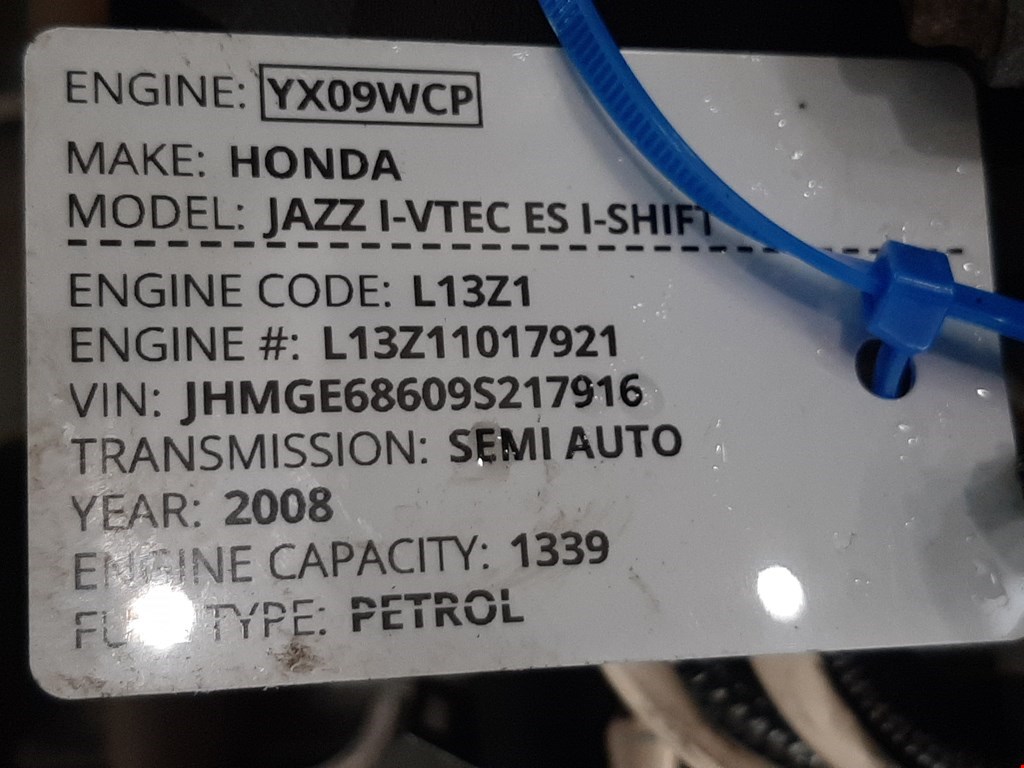 ENGINE: YX09WCP
MAKE: HONDA
MODEL: JAZZ I-VTEC ES I-SHIFT
ENGINE CODE: L13Z1
ENGINE #: L13Z11017921
VIN: JHMGE68609S217916
TRANSMISSION: SEMI AUTO
YEAR: 2008
ENGINE CAPACITY: 1339
FUEL TYPE: PETROL